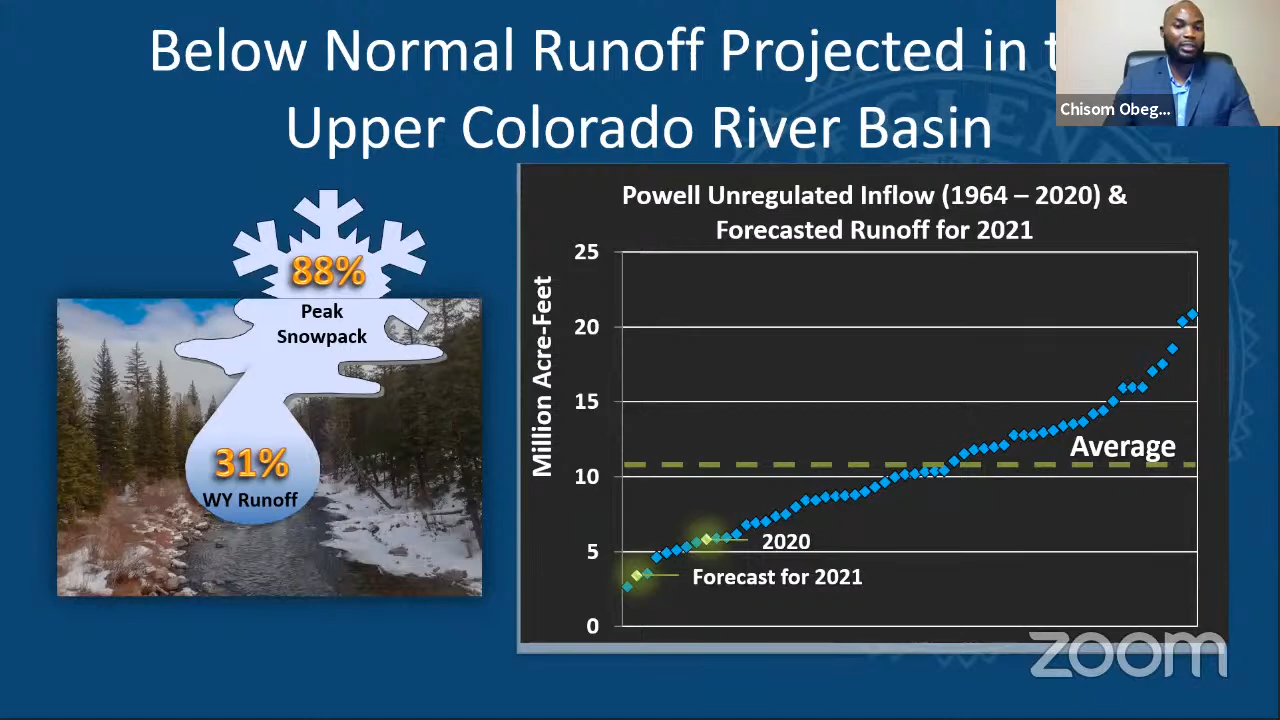 Below Normal Runoff Projected in t
Upper Colorado River Basin
Chisom Obeg...
88%
Peak
Snowpack
31%
WY Runoff
Powell Unregulated Inflow (1964 – 2020) &
Forecasted Runoff for 2021
Million Acre-Feet
25
20
15
10
5
0
Average
2020
Forecast for 2021
zoom